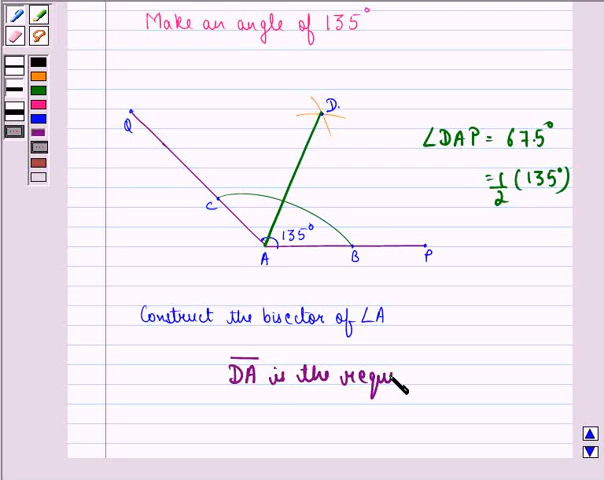 Make an angle of 135°
Q
D.
∠DAP = 67.5°
= 1/2 (135°)
C
135°
A
B
P
Construct the bisector of ∠A
D̅A̅ is the requ